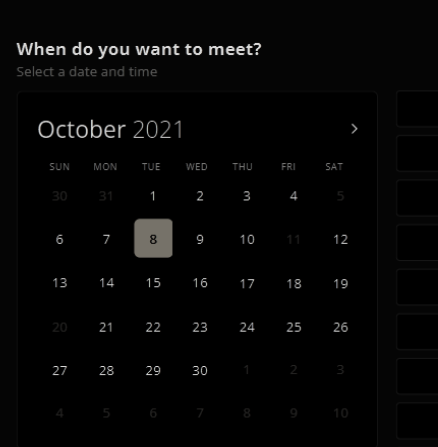 When do you want to meet?
Select a date and time
October 2021
SUN MON TUE WED THU FRI SAT
30 31 1 2 3 4 5
6 7 8 9 10 11 12
13 14 15 16 17 18 19
20 21 22 23 24 25 26
27 28 29 30 1 2 3
4 5 6 7 8 9 10